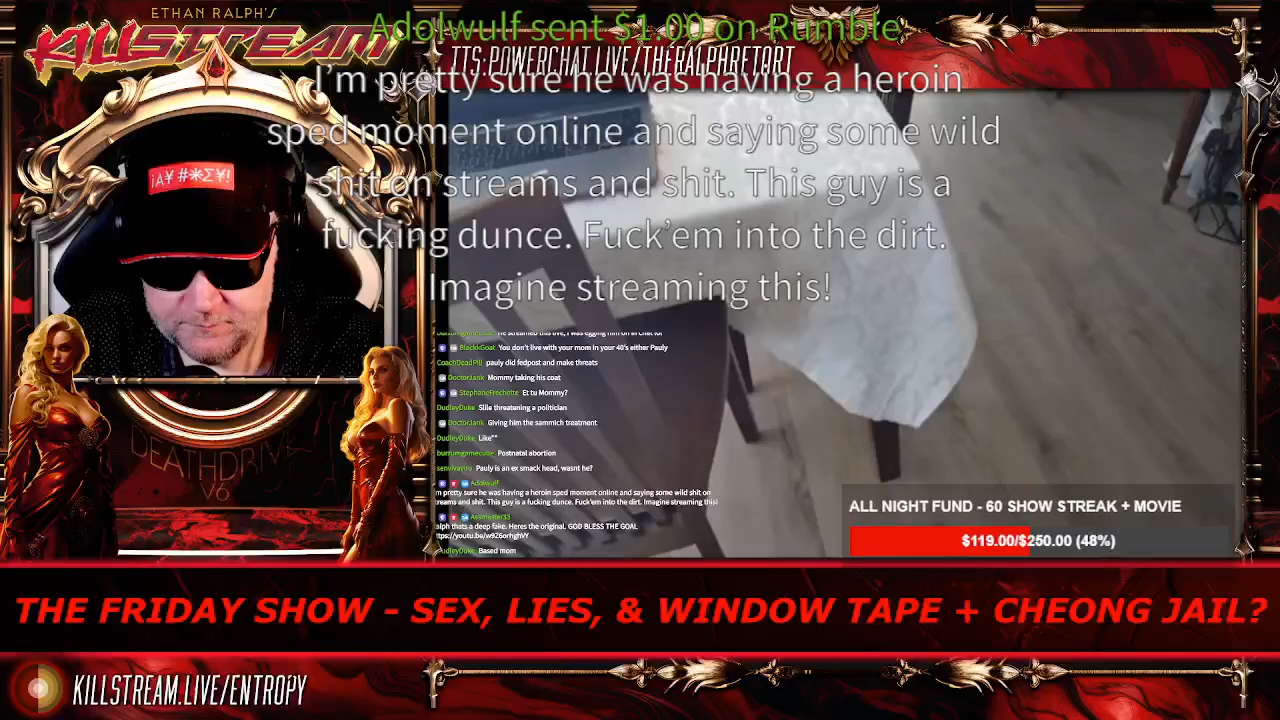 ETHAN RALPH'S
KILLSTREAM
Adolwulf sent $1.00 on Rumble
TTS: POWERCHAT.LIVE/THERALPHRETORT
I'm pretty sure he was having a heroin
sped moment online and saying some wild
shit on streams and shit. This guy is a
fucking dunce. Fuck'em into the dirt.
Imagine streaming this!
¡A¥ #*Σ¥!
BlackkGoat You don't live with your mom in your 40's either Pauly
CoachDeadPill pauly did fedpost and make threats
DoctorJank Mommy taking his coat
StephaneFrechette Et tu Mommy?
DudleyDuke Slile threatening a politician
DoctorJank Giving him the sammich treatment
DudleyDuke Like**
burzumgamecube Postnatal abortion
senvivaniro Pauly is an ex smack head, wasnt he?
Adolwulf
m pretty sure he was having a heroin sped moment online and saying some wild shit on
reams and shit. This guy is a fucking dunce. Fuck'em into the dirt. Imagine streaming this!
alph thats a deep fake. Heres the original. GOD BLESS THE GOAL
udleyDuke Based mom
DEATHDRIVE
V6
ALL NIGHT FUND - 60 SHOW STREAK + MOVIE
$119.00/$250.00 (48%)
THE FRIDAY SHOW - SEX, LIES, & WINDOW TAPE + CHEONG JAIL?
KILLSTREAM.LIVE/ENTROPY